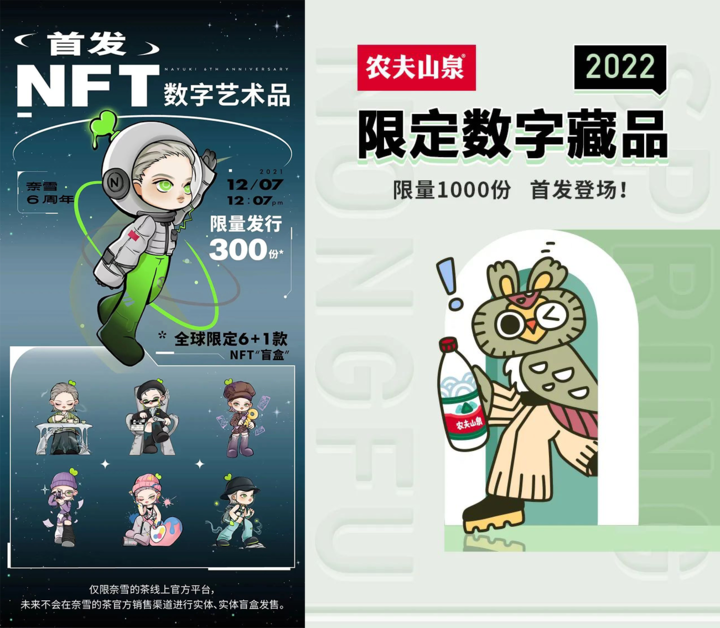 首发
NFT 数字艺术品
NAYUKI 6TH ANNIVERSARY
N
奈雪
6周年
2021
12/07
12:07pm
限量发行
300份*
* 全球限定6+1款
NFT“盲盒”
仅限奈雪的茶线上官方平台，
未来不会在奈雪的茶官方销售渠道进行实体、实体盲盒发售。
农夫山泉®
2022
限定数字藏品
限量1000份 首发登场！
农夫山泉
NONGFU
SPRING